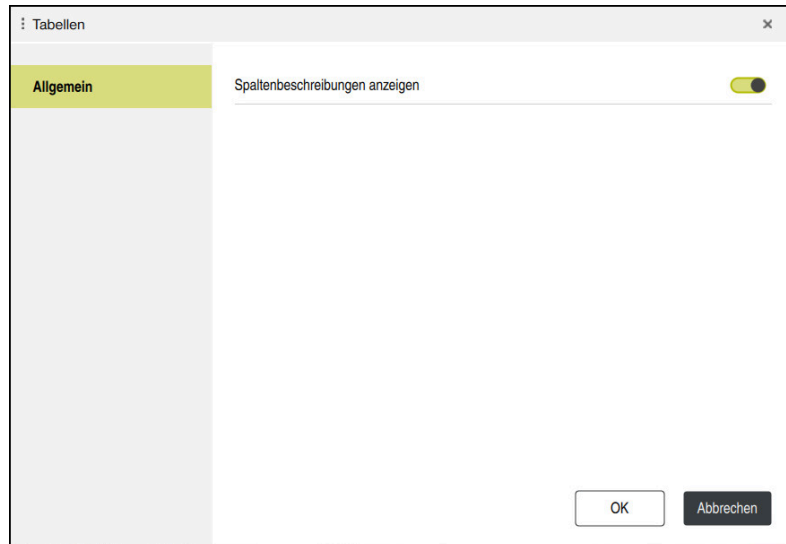 Tabellen
Allgemein
Spaltenbeschreibungen anzeigen
OK
Abbrechen